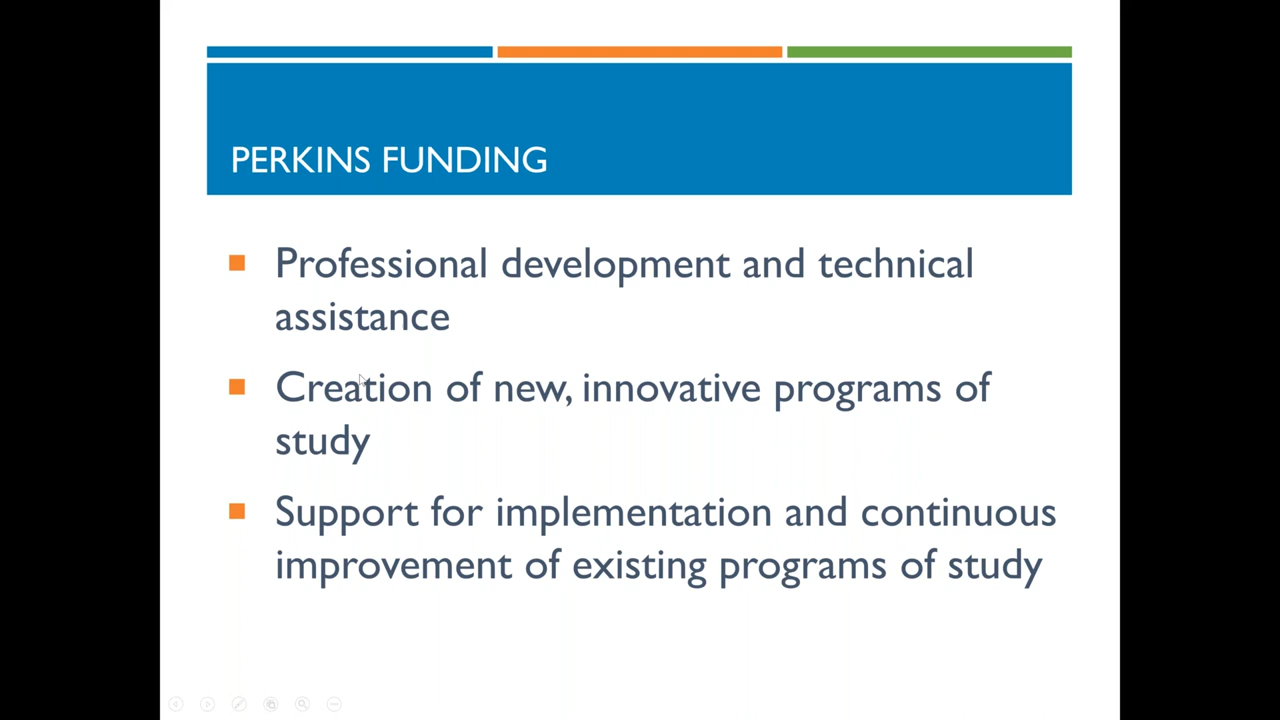 PERKINS FUNDING
Professional development and technical
assistance
Creation of new, innovative programs of
study
Support for implementation and continuous
improvement of existing programs of study